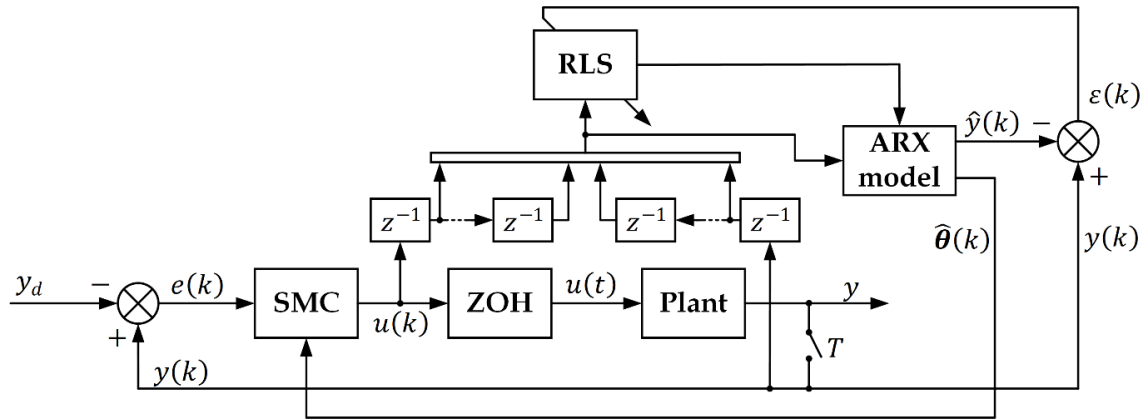 RLS
ε(k)
ŷ(k)
−
ARX
model
+
z⁻¹
z⁻¹
z⁻¹
z⁻¹
θ̂(k)
y(k)
y_d
−
e(k)
SMC
u(k)
ZOH
u(t)
Plant
y
+
T
y(k)